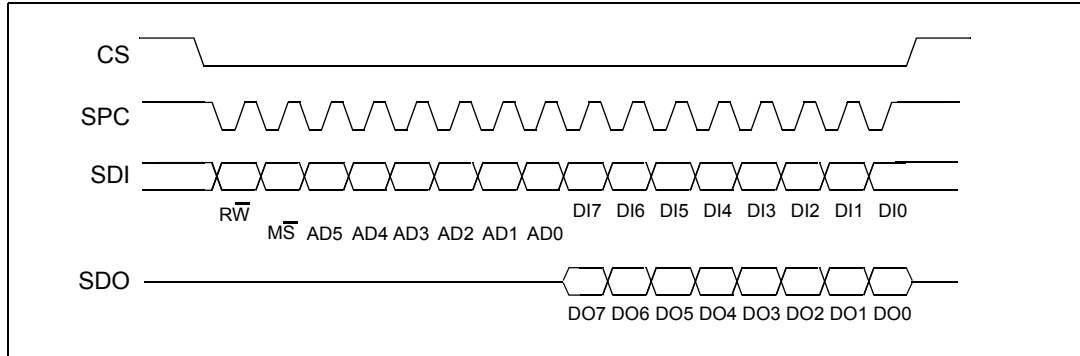 CS
SPC
SDI
RW̅
DI7 DI6 DI5 DI4 DI3 DI2 DI1 DI0
MS̅ AD5 AD4 AD3 AD2 AD1 AD0
SDO
DO7 DO6 DO5 DO4 DO3 DO2 DO1 DO0